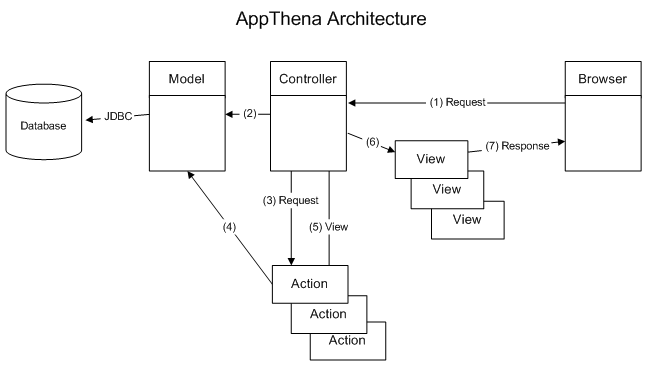 AppThena Architecture
Model
Controller
Browser
Database
JDBC
(2)
(1) Request
(6)
View
(7) Response
View
View
(3) Request
(4)
(5) View
Action
Action
Action